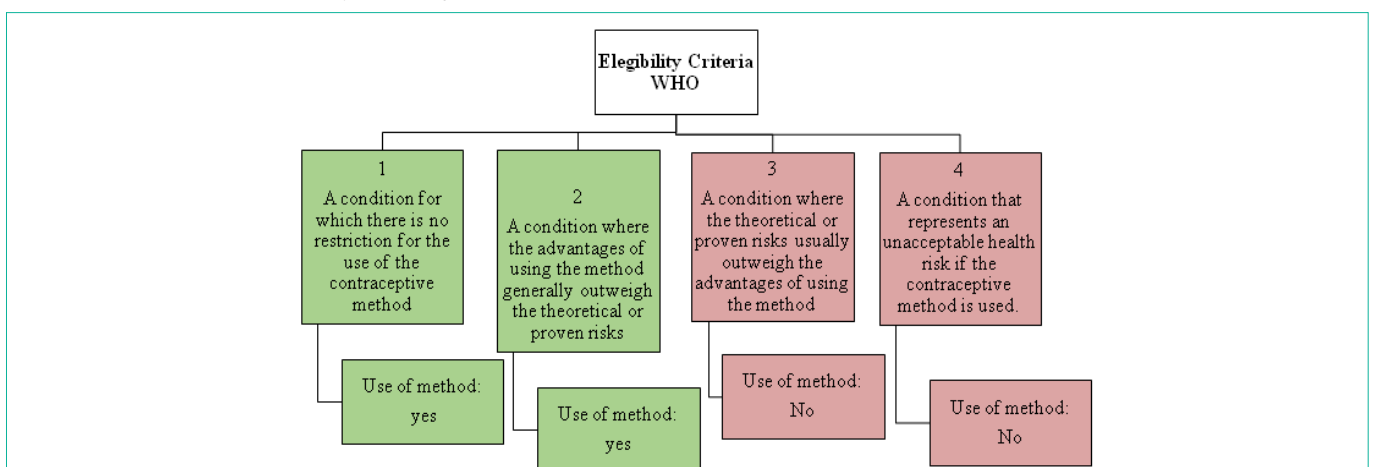 Elegibility Criteria
WHO
1
A condition for
which there is no
restriction for the
use of the
contraceptive
method
2
A condition where
the advantages of
using the method
generally outweigh
the theoretical or
proven risks
3
A condition where
the theoretical or
proven risks usually
outweigh the
advantages of using
the method
4
A condition that
represents an
unacceptable health
risk if the
contraceptive
method is used.
Use of method:
yes
Use of method:
yes
Use of method:
No
Use of method:
No